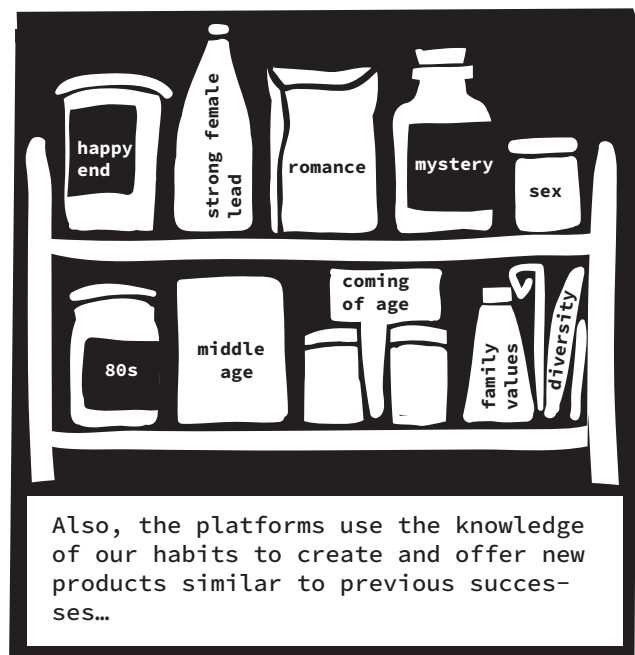 happy
end
strong female
lead
romance
mystery
sex
80s
middle
age
coming
of age
family
values
diversity
Also, the platforms use the knowledge
of our habits to create and offer new
products similar to previous succes-
ses…